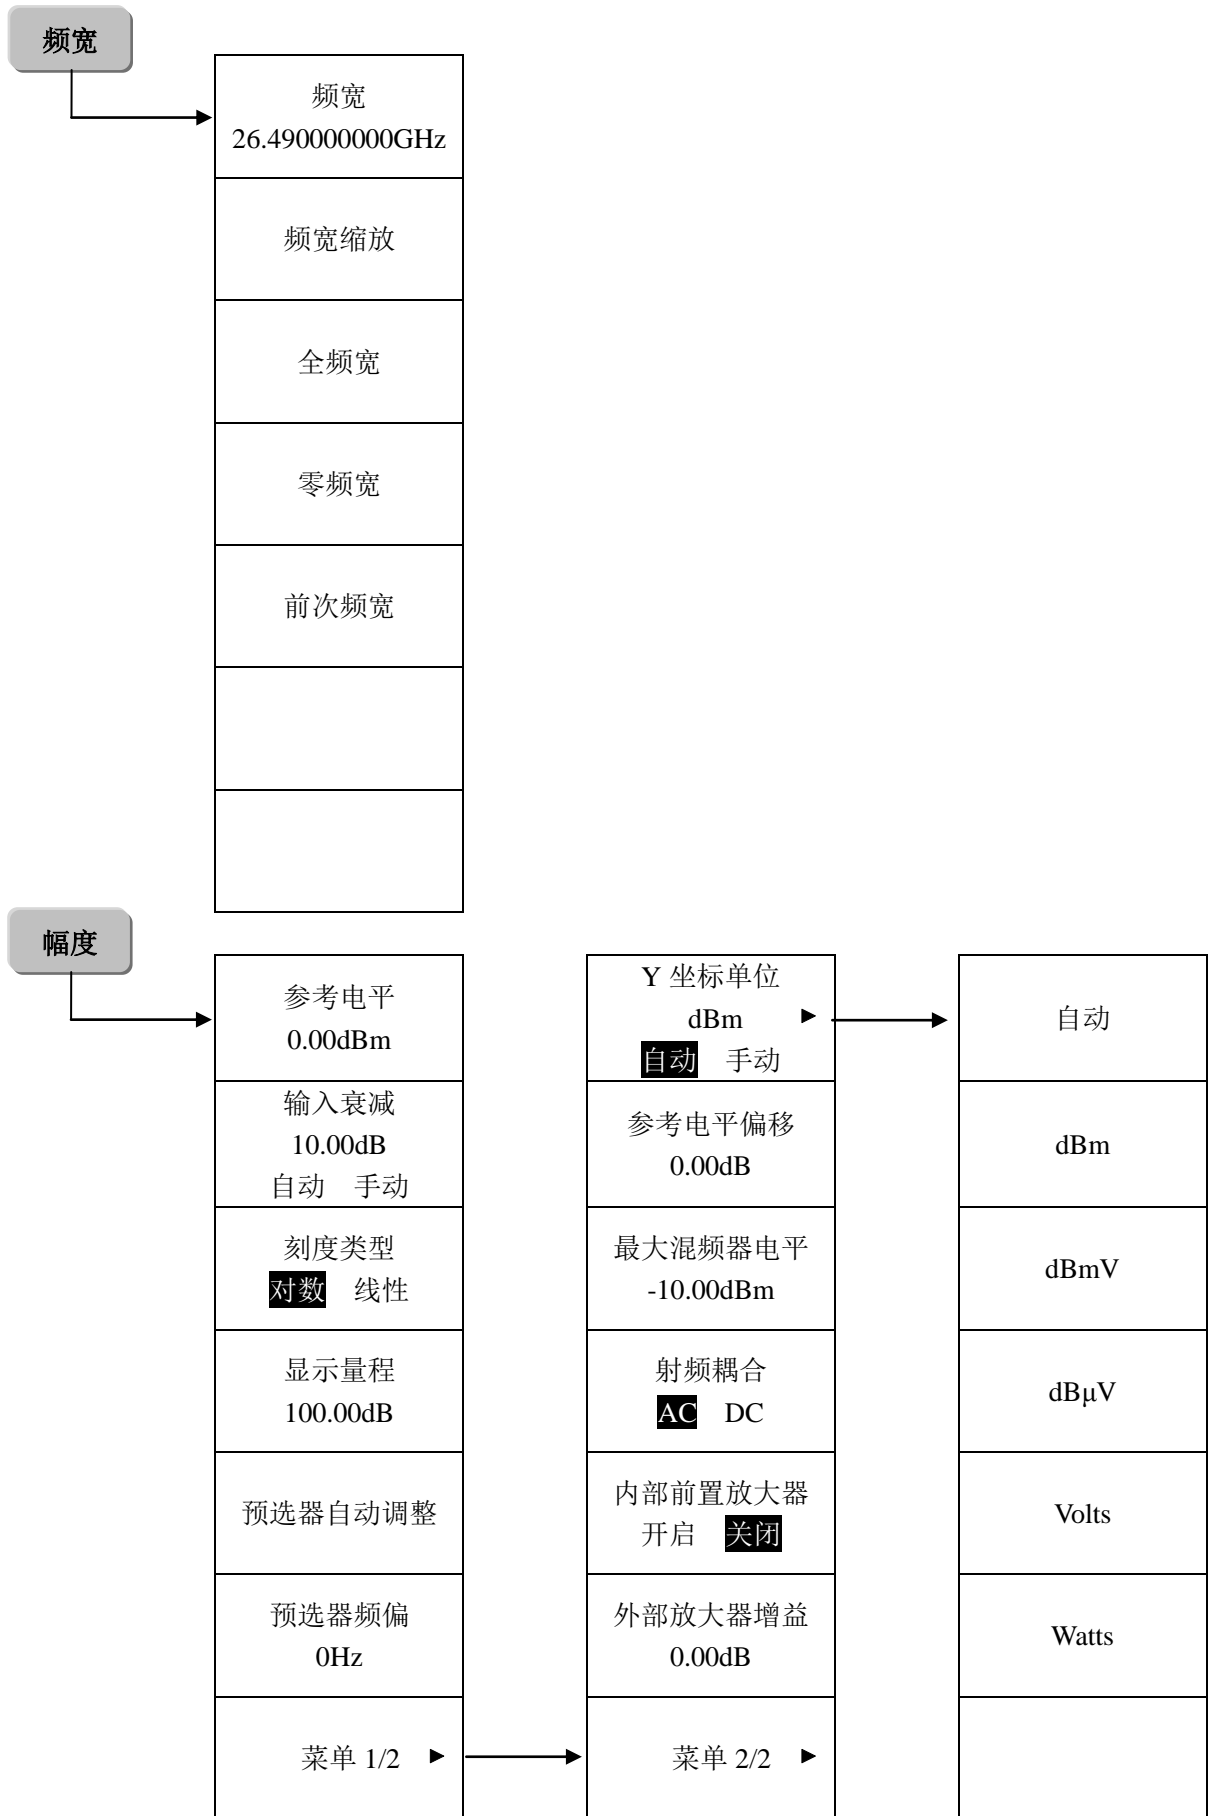 频宽
频宽
26.490000000GHz
频宽缩放
全频宽
零频宽
前次频宽
幅度
参考电平
0.00dBm
输入衰减
10.00dB
自动 手动
刻度类型
对数 线性
显示量程
100.00dB
预选器自动调整
预选器频偏
0Hz
菜单 1/2
Y 坐标单位
dBm
自动 手动
参考电平偏移
0.00dB
最大混频器电平
-10.00dBm
射频耦合
AC DC
内部前置放大器
开启 关闭
外部放大器增益
0.00dB
菜单 2/2
自动
dBm
dBmV
dBμV
Volts
Watts